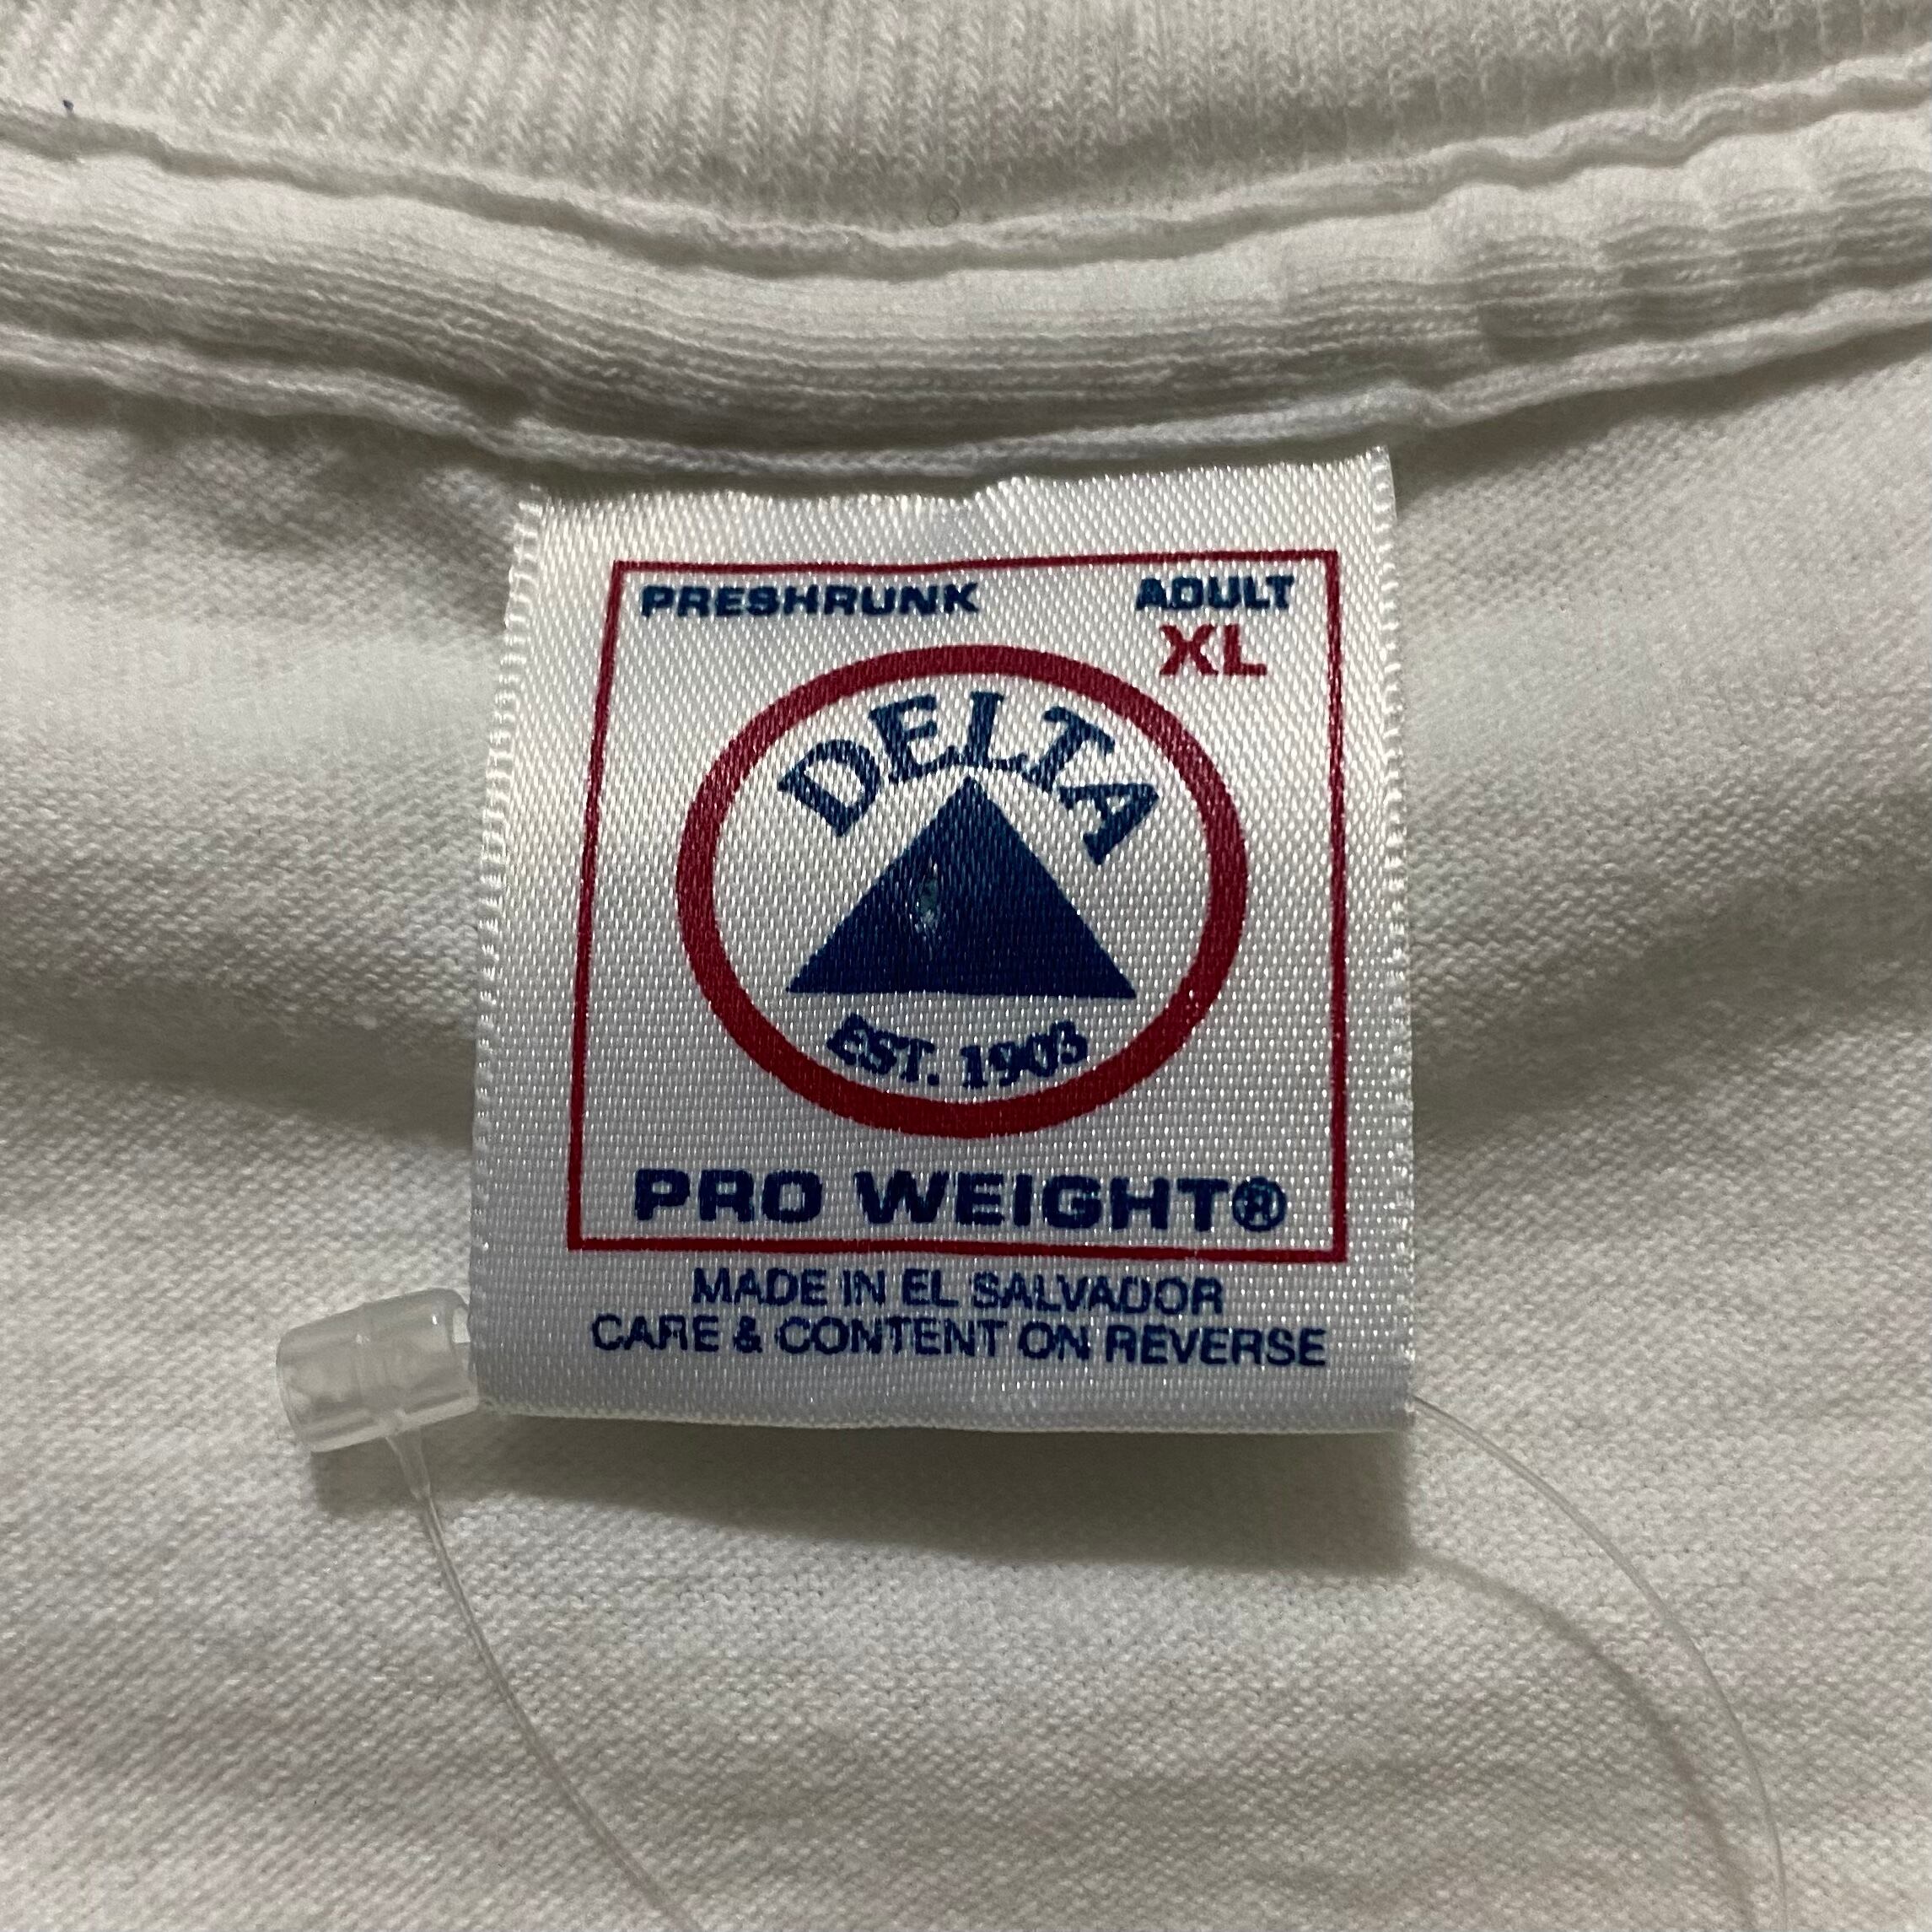 PRESHRUNK ADULT
XL
DELTA
EST. 1903
PRO WEIGHT®
MADE IN EL SALVADOR
CARE & CONTENT ON REVERSE